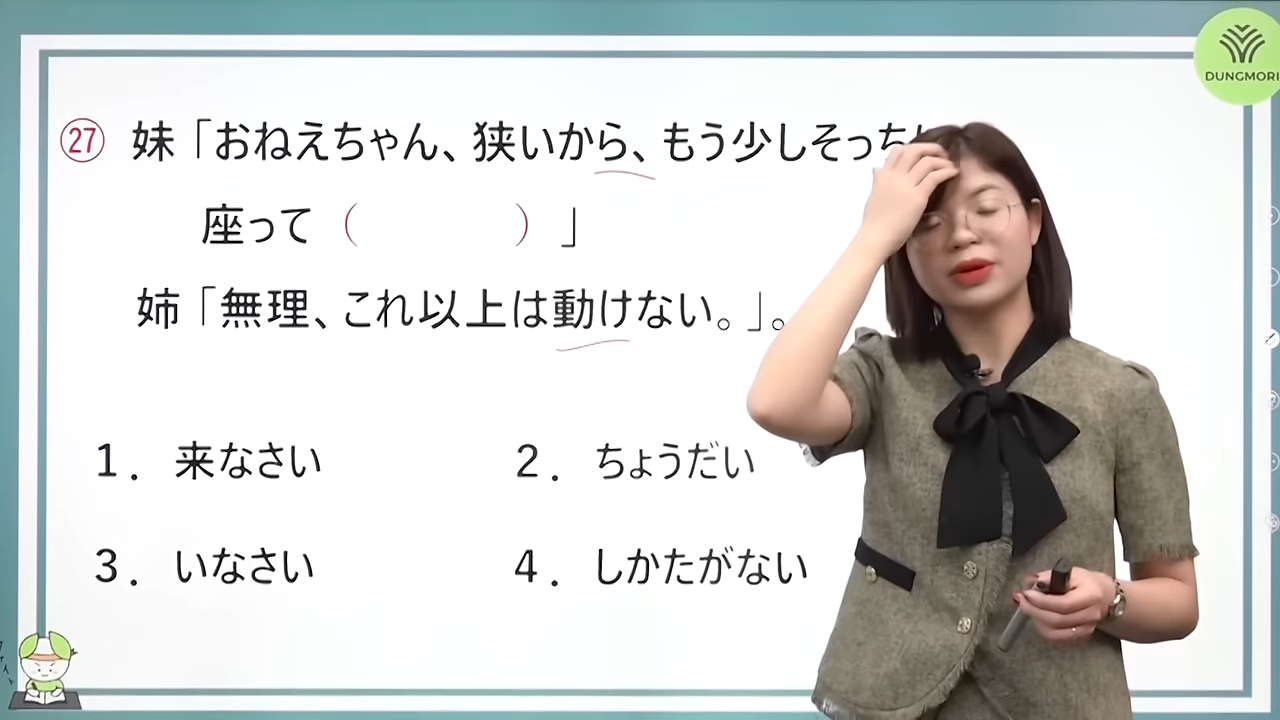 ㉗ 妹「おねえちゃん、狭いから、もう少しそっち
座って（ ）」
姉「無理、これ以上は動けない。」。
1． 来なさい
2． ちょうだい
3． いなさい
4． しかたがない
DUNGMORI